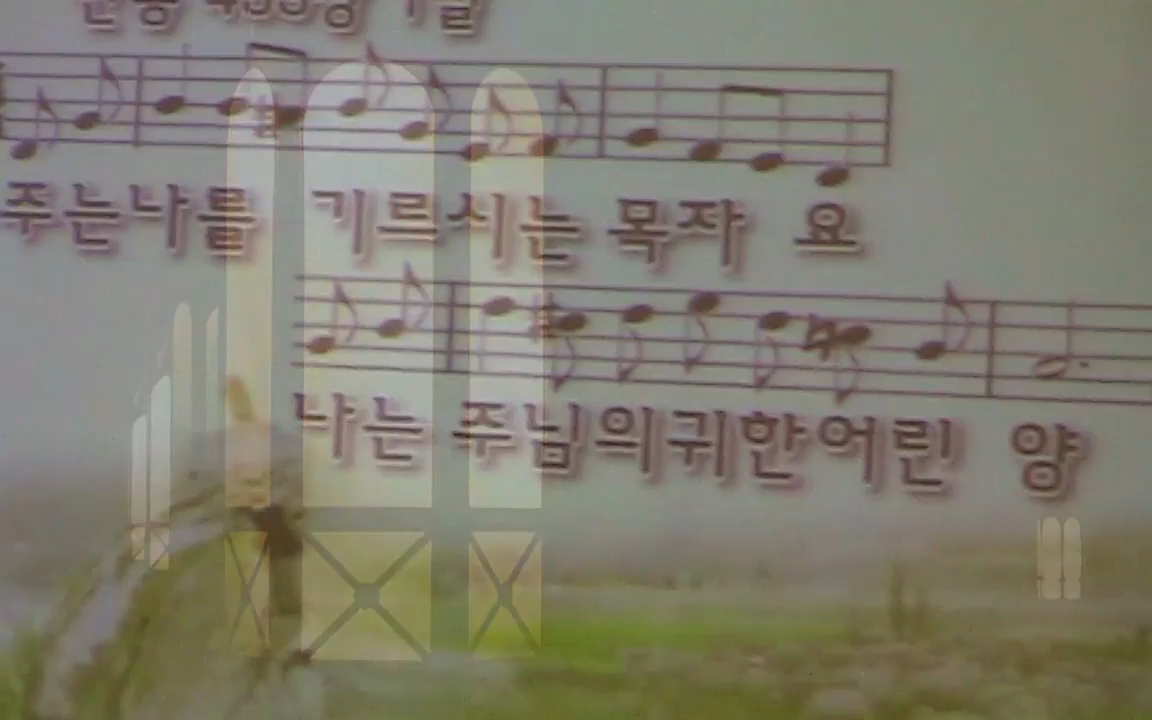 주는나를 기르시는 목자 요
나는 주님의귀한어린 양